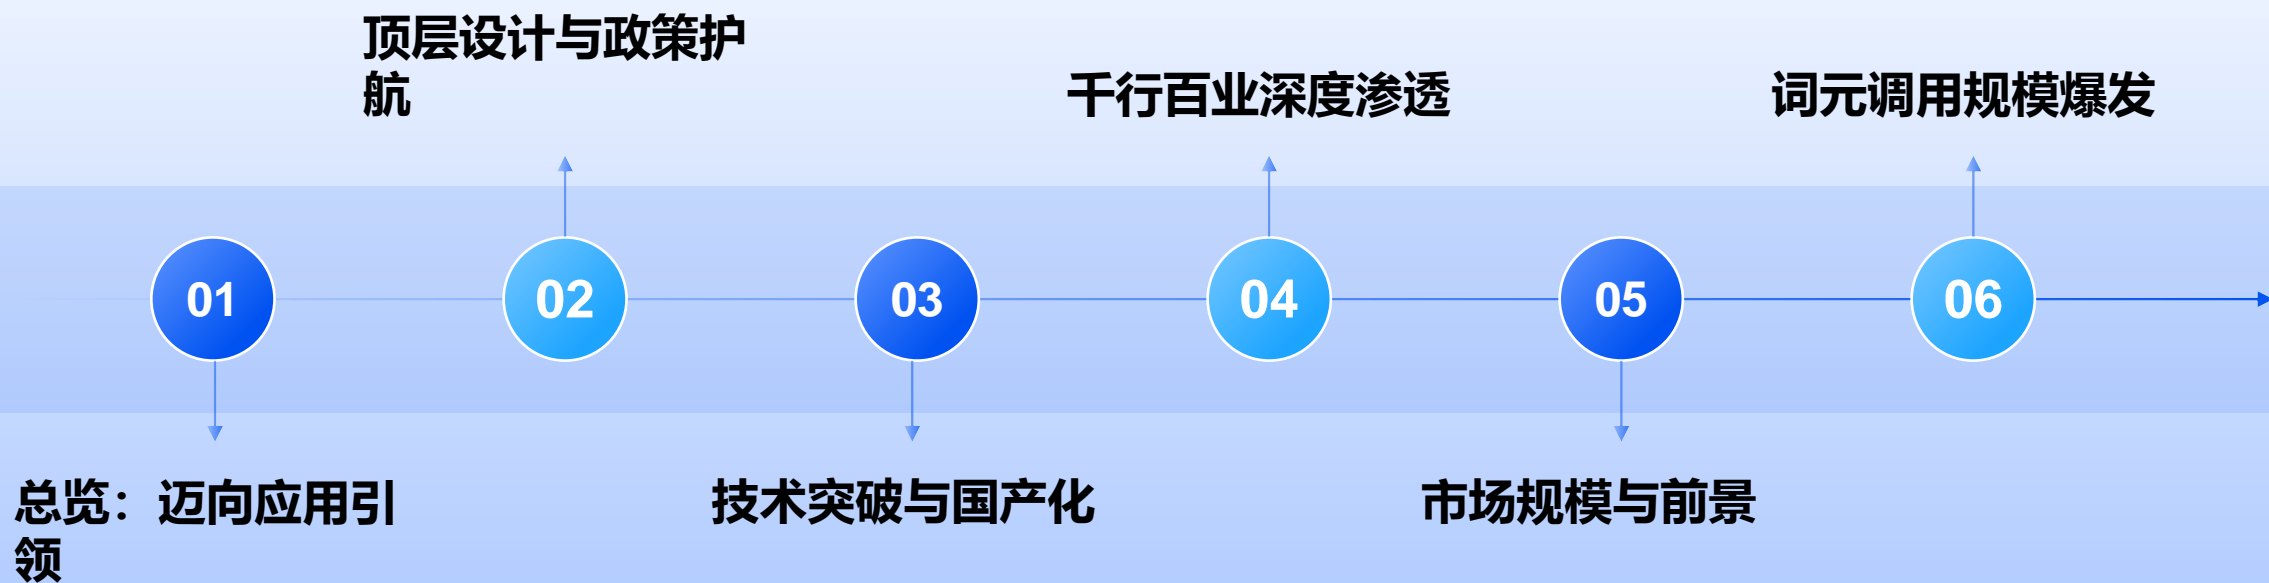 顶层设计与政策护
航
千行百业深度渗透
词元调用规模爆发
01
02
03
04
05
06
总览：迈向应用引
领
技术突破与国产化
市场规模与前景